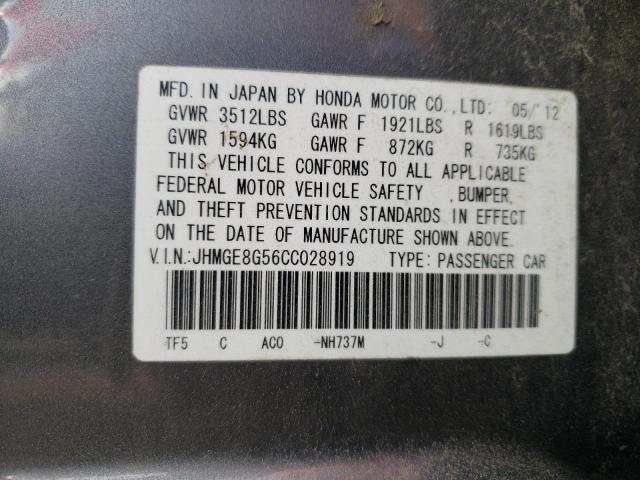 MFD. IN JAPAN BY HONDA MOTOR CO., LTD. 05/'12
GVWR 3512LBS GAWR F 1921LBS R 1619LBS
GVWR 1594KG GAWR F 872KG R 735KG
THIS VEHICLE CONFORMS TO ALL APPLICABLE
FEDERAL MOTOR VEHICLE SAFETY , BUMPER,
AND THEFT PREVENTION STANDARDS IN EFFECT
ON THE DATE OF MANUFACTURE SHOWN ABOVE.
V.I.N.:JHMGE8G56CC028919 TYPE: PASSENGER CAR
TF5 C AC0 -NH737M -J -C